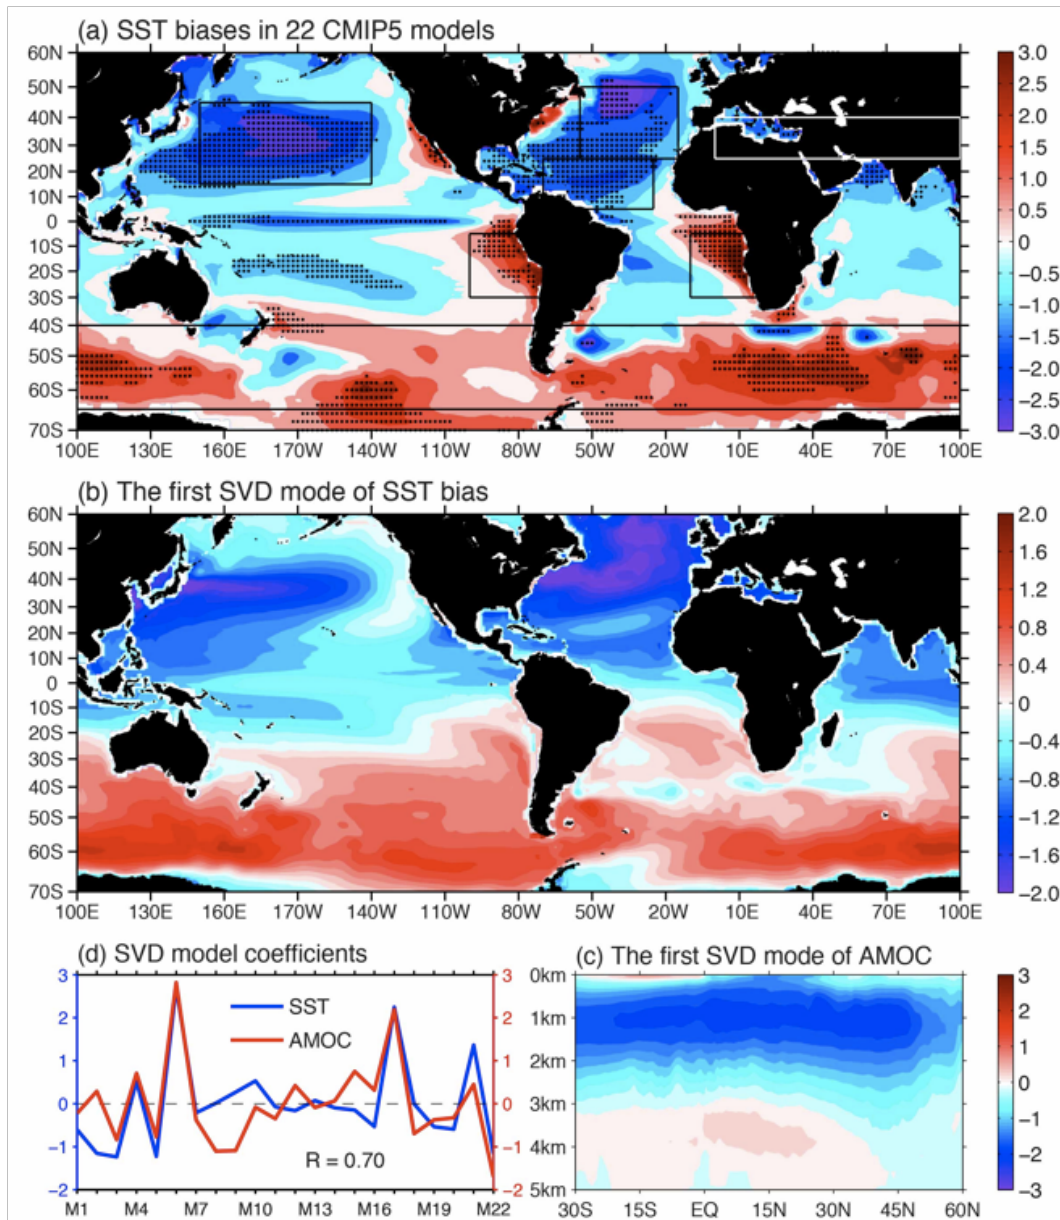 (a) SST biases in 22 CMIP5 models
60N
50N
40N
30N
20N
10N
0
10S
20S
30S
40S
50S
60S
70S
100E 130E 160E 170W 140W 110W 80W 50W 20W 10E 40E 70E 100E
3.0
2.5
2.0
1.5
1.0
0.5
0
−0.5
−1.0
−1.5
−2.0
−2.5
−3.0
(b) The first SVD mode of SST bias
60N
50N
40N
30N
20N
10N
0
10S
20S
30S
40S
50S
60S
70S
100E 130E 160E 170W 140W 110W 80W 50W 20W 10E 40E 70E 100E
2.0
1.6
1.2
0.8
0.4
0
−0.4
−0.8
−1.2
−1.6
−2.0
(d) SVD model coefficients
3
2
1
0
−1
−2
SST
AMOC
R = 0.70
3
2
1
0
−1
−2
M1 M4 M7 M10 M13 M16 M19 M22
(c) The first SVD mode of AMOC
0km
1km
2km
3km
4km
5km
30S 15S EQ 15N 30N 45N 60N
3
2
1
0
−1
−2
−3